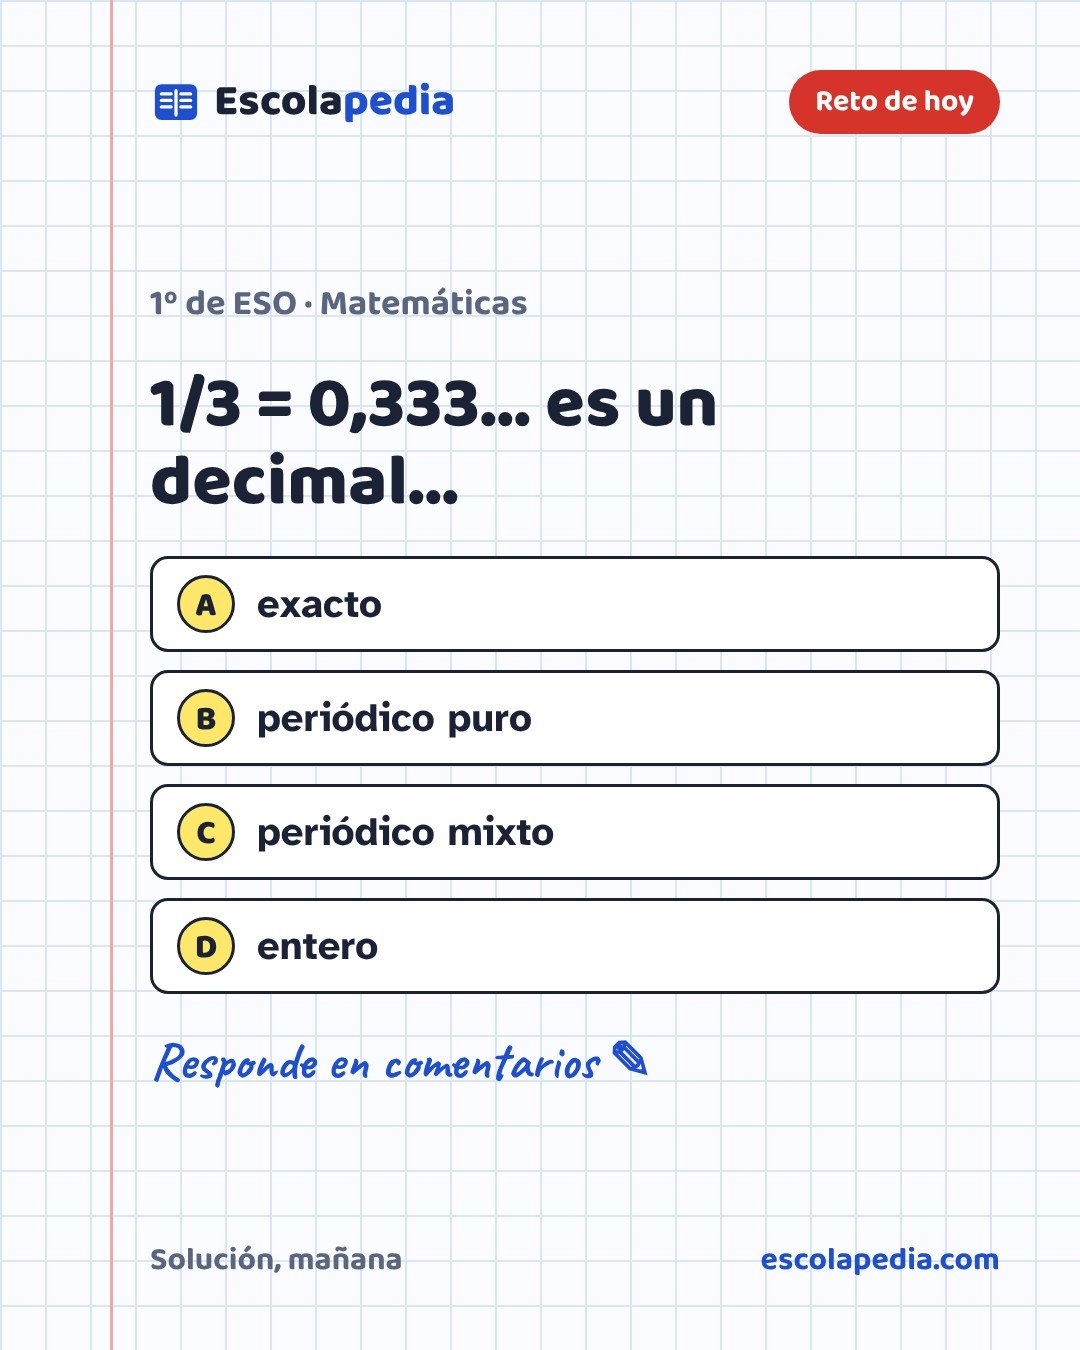 Escolapedia
Reto de hoy
1º de ESO · Matemáticas
1/3 = 0,333... es un
decimal...
A exacto
B periódico puro
C periódico mixto
D entero
Responde en comentarios ✎
Solución, mañana
escolapedia.com